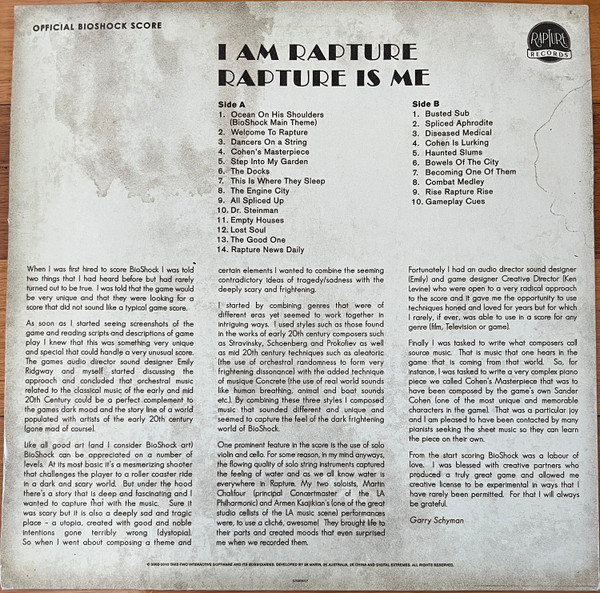 OFFICIAL BIOSHOCK SCORE
I AM RAPTURE
RAPTURE IS ME
RAPTURE
RECORDS
Side A
1. Ocean On His Shoulders
(BioShock Main Theme)
2. Welcome To Rapture
3. Dancers On a String
4. Cohen's Masterpiece
5. Step Into My Garden
6. The Docks
7. This Is Where They Sleep
8. The Engine City
9. All Spliced Up
10. Dr. Steinman
11. Empty Houses
12. Lost Soul
13. The Good One
14. Rapture News Daily
Side B
1. Busted Sub
2. Spliced Aphrodite
3. Diseased Medical
4. Cohen Is Lurking
5. Haunted Slums
6. Bowels Of The City
7. Becoming One Of Them
8. Combat Medley
9. Rise Rapture Rise
10. Gameplay Cues
When I was first hired to score BioShock I was told
two things that I had heard before but had rarely
turned out to be true. I was told that the game would
be very unique and that they were looking for a
score that did not sound like a typical game score.
As soon as I started seeing screenshots of the
game and reading scripts and descriptions of game
play I knew that this was something very unique
and special that could handle a very unusual score.
The games audio director sound designer Emily
Ridgway and myself started discussing the
approach and concluded that orchestral music
related to the classical music of the early and mid
20th Century could be a perfect complement to
the games dark mood and the story line of a world
populated with artists of the early 20th century
(gone mad of course).
Like all good art (and I consider BioShock art)
BioShock can be appreciated on a number of
levels. At its most basic it's a mesmerizing shooter
that challenges the player to a roller coaster ride
in a dark and scary world. But under the hood
there's a story that is deep and fascinating and I
wanted to capture that with the music. Sure it
was scary but it is also a deeply sad and tragic
place - a utopia, created with good and noble
intentions gone terribly wrong (dystopia).
So when I went about composing a theme and
certain elements I wanted to combine the seeming
contradictory ideas of tragedy/sadness with the
deeply scary and frightening.
I started by combining genres that were of
different eras yet seemed to work together in
intriguing ways. I used styles such as those found
in the works of early 20th century composers such
as Stravinsky, Schoenberg and Prokofiev as well
as mid 20th century techniques such as aleatoric
(the use of orchestral randomness to form very
frightening dissonance) with the added technique
of musique Concrete (the use of real world sounds
like human breathing, animal and boat sounds
etc.). By combining these three styles I composed
music that sounded different and unique and
seemed to capture the feel of the dark frightening
world of BioShock.
One prominent feature in the score is the use of solo
violin and cello. For some reason, in my mind anyways,
the flowing quality of solo string instruments captured
the feeling of water and as we all know water is
everywhere in Rapture. My two soloists, Martin
Chalifour (principal Concertmaster of the LA
Philharmonic) and Armen Ksajikian's (one of the great
studio cellists of the LA music scene) performances
were, to use a cliché, awesome! They brought life to
their parts and created moods that even surprised
me when we recorded them.
Fortunately I had an audio director sound designer
(Emily) and game designer Creative Director (Ken
Levine) who were open to a very radical approach
to the score and it gave me the opportunity to use
techniques honed and loved for years but for which
I rarely, if ever, was able to use in a score for any
genre (film, Television or game).
Finally I was tasked to write what composers call
source music. That is music that one hears in the
game that is coming from that world. So, for
instance, I was tasked to write a very complex piano
piece we called Cohen's Masterpiece that was to
have been composed by the game's own Sander
Cohen (one of the most unique and memorable
characters in the game). That was a particular joy
and I am pleased to have been contacted by many
pianists seeking the sheet music so they can learn
the piece on their own.
From the start scoring BioShock was a labour of
love. I was blessed with creative partners who
produced a truly great game and allowed me
creative license to be experimental in ways that I
have rarely been permitted. For that I will always
be grateful.
Garry Schyman
TAKE-TWO INTERACTIVE SOFTWARE AND ITS SUBSIDIARIES. DEVELOPED BY 2K MARIN, 2K AUSTRALIA, 2K CHINA AND DIGITAL EXTREMES. ALL RIGHTS RESERVED.